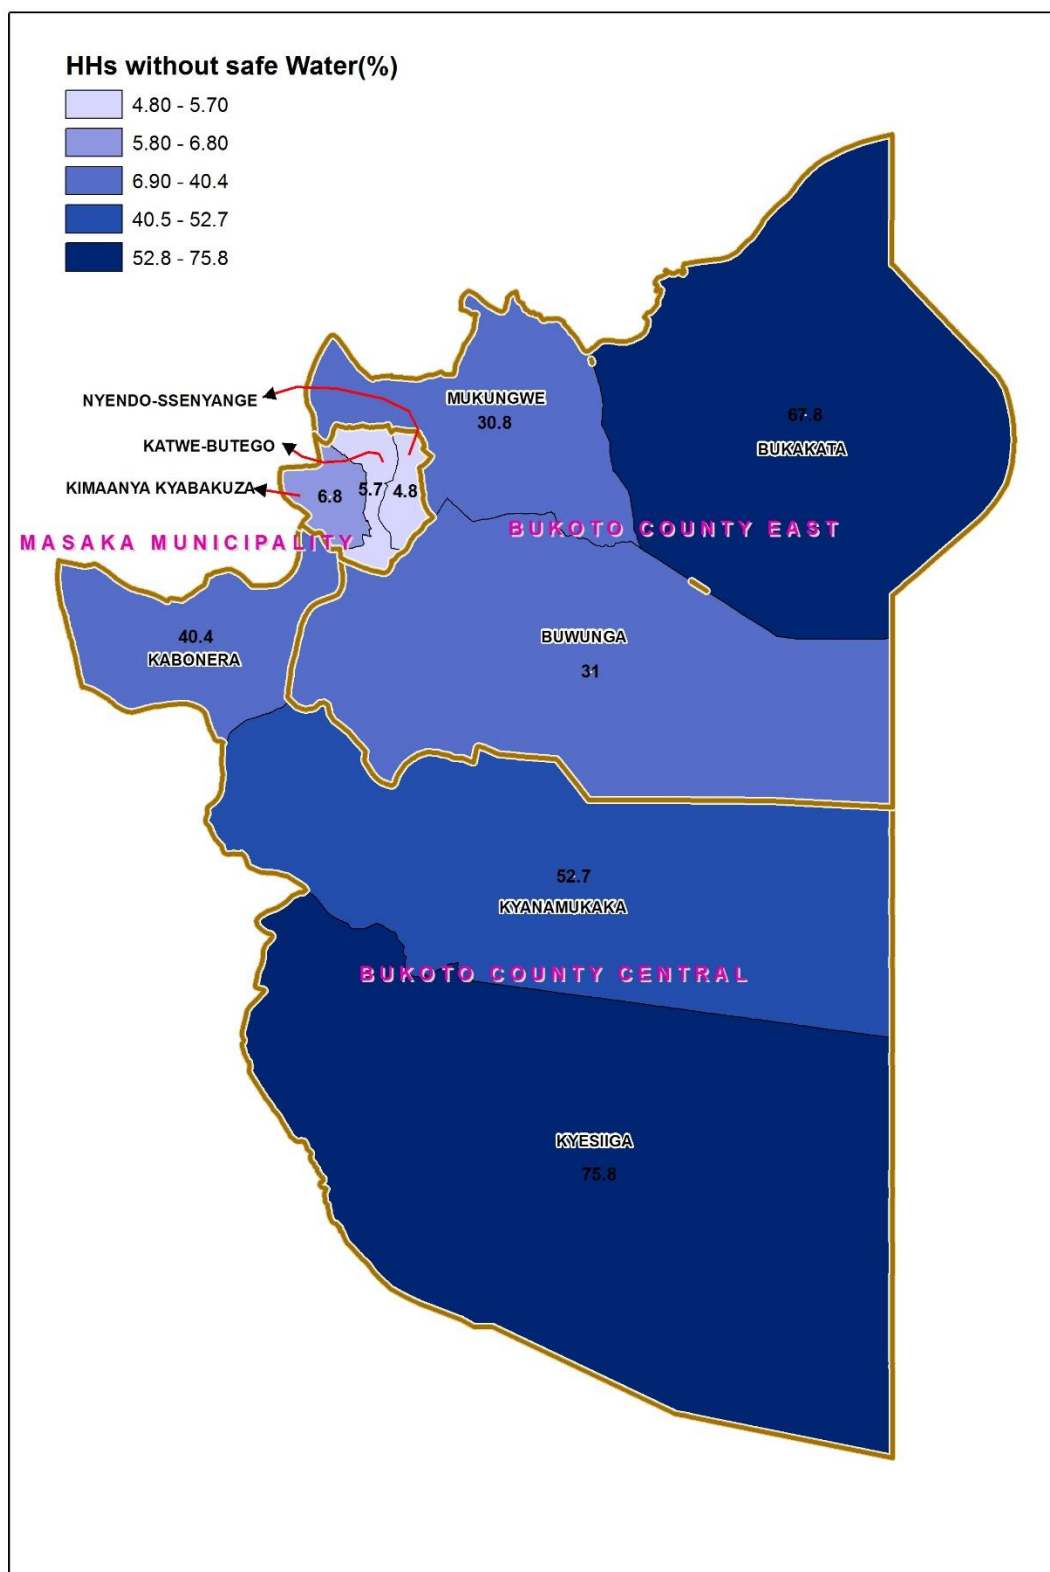 HHs without safe Water(%)
4.80 - 5.70
5.80 - 6.80
6.90 - 40.4
40.5 - 52.7
52.8 - 75.8
NYENDO-SSENYANGE
MUKUNGWE
30.8
67.8
BUKAKATA
KATWE-BUTEGO
KIMAANYA KYABAKUZA
6.8
5.7
4.8
MASAKA MUNICIPALITY
BUKOTO COUNTY EAST
40.4
KABONERA
BUWUNGA
31
52.7
KYANAMUKAKA
BUKOTO COUNTY CENTRAL
KYESIIGA
75.8